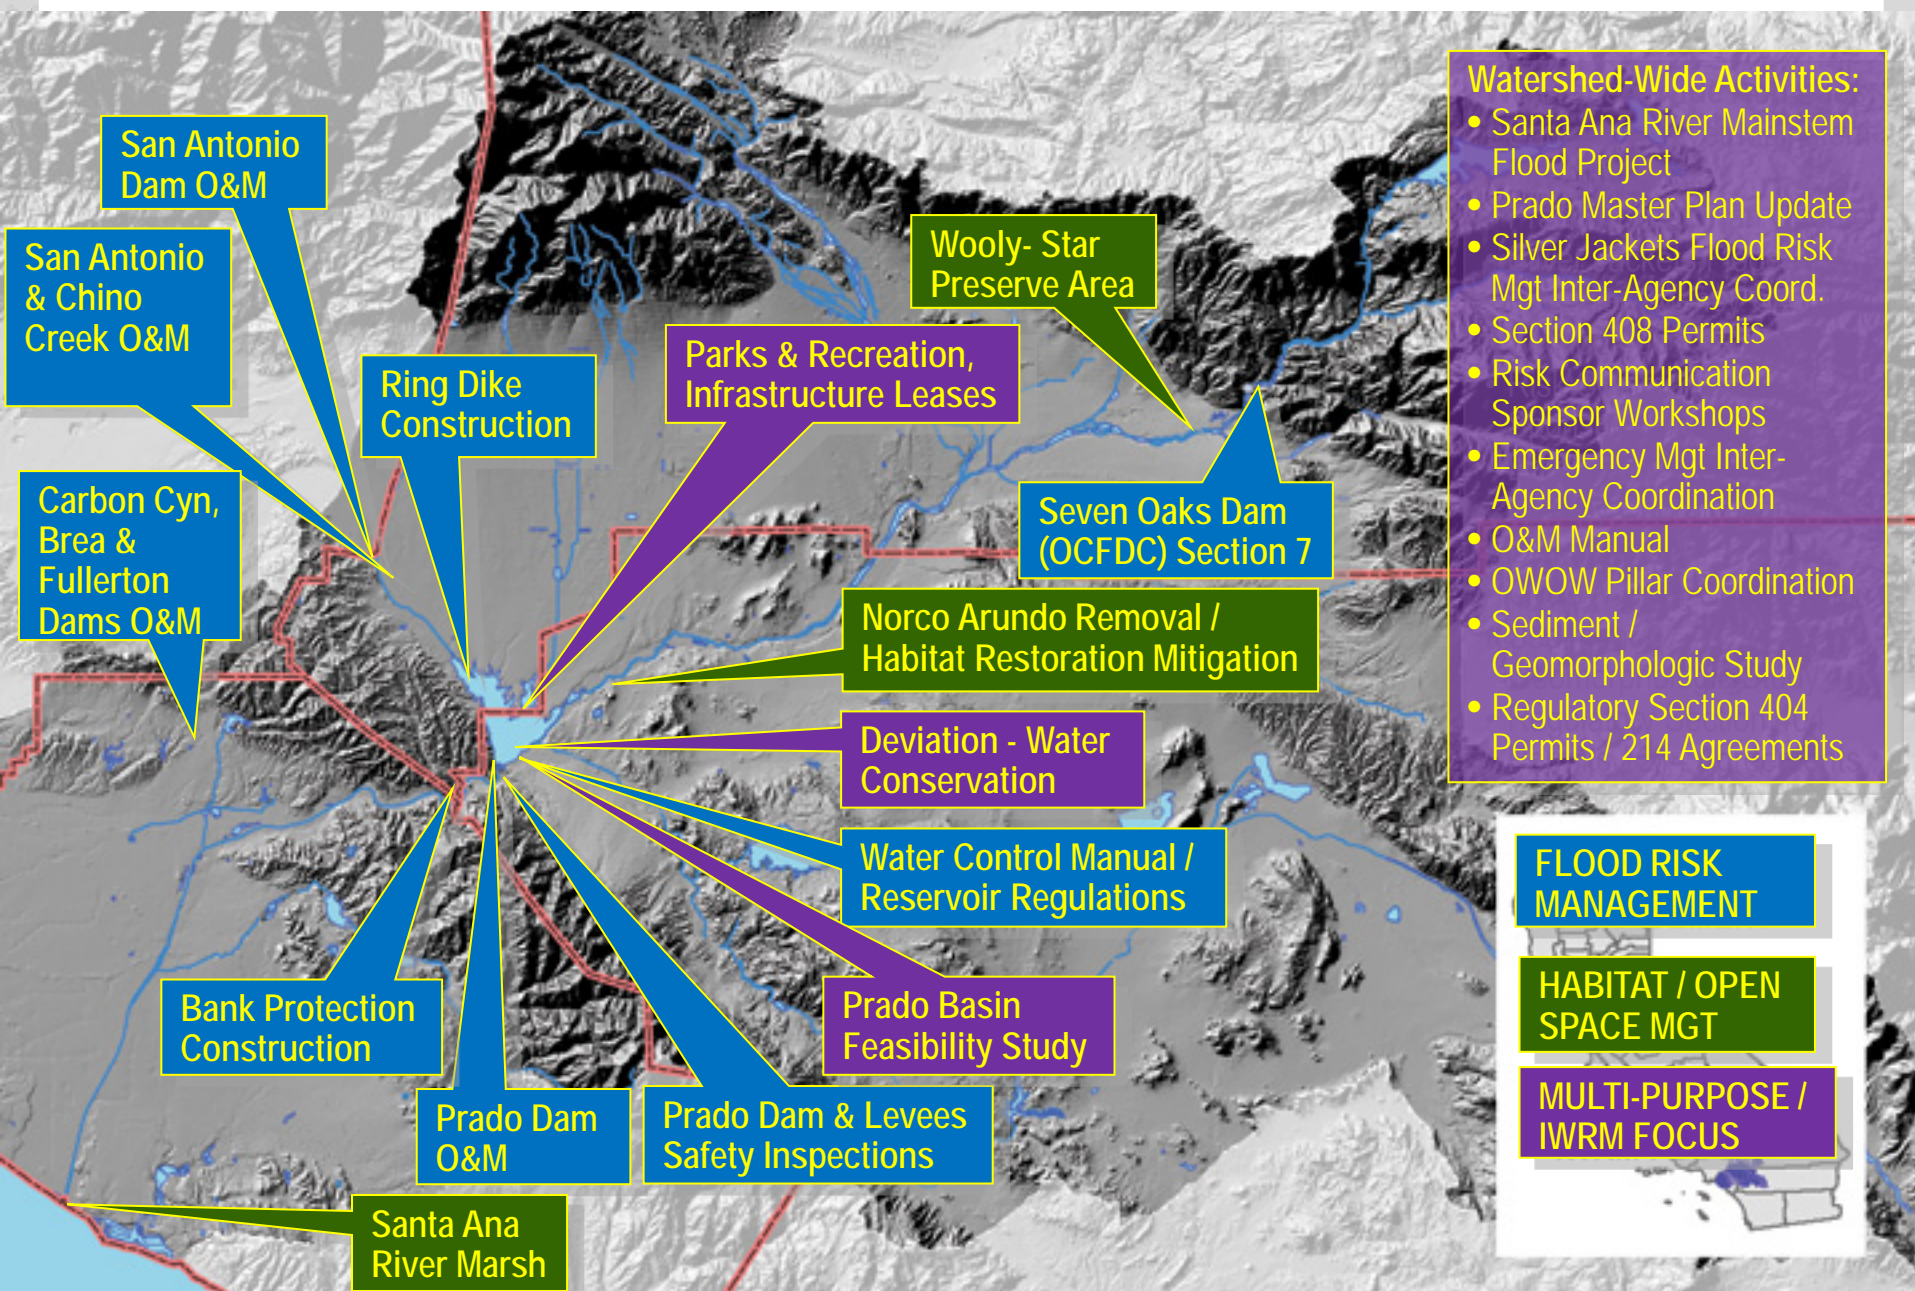 San Antonio
Dam O&M
San Antonio
& Chino
Creek O&M
Ring Dike
Construction
Parks & Recreation,
Infrastructure Leases
Wooly- Star
Preserve Area
Carbon Cyn,
Brea &
Fullerton
Dams O&M
Seven Oaks Dam
(OCFDC) Section 7
Norco Arundo Removal /
Habitat Restoration Mitigation
Deviation - Water
Conservation
Water Control Manual /
Reservoir Regulations
Prado Basin
Feasibility Study
Bank Protection
Construction
Prado Dam
O&M
Prado Dam & Levees
Safety Inspections
Santa Ana
River Marsh
Watershed-Wide Activities:
• Santa Ana River Mainstem
Flood Project
• Prado Master Plan Update
• Silver Jackets Flood Risk
Mgt Inter-Agency Coord.
• Section 408 Permits
• Risk Communication
Sponsor Workshops
• Emergency Mgt Inter-
Agency Coordination
• O&M Manual
• OWOW Pillar Coordination
• Sediment /
Geomorphologic Study
• Regulatory Section 404
Permits / 214 Agreements
FLOOD RISK
MANAGEMENT
HABITAT / OPEN
SPACE MGT
MULTI-PURPOSE /
IWRM FOCUS